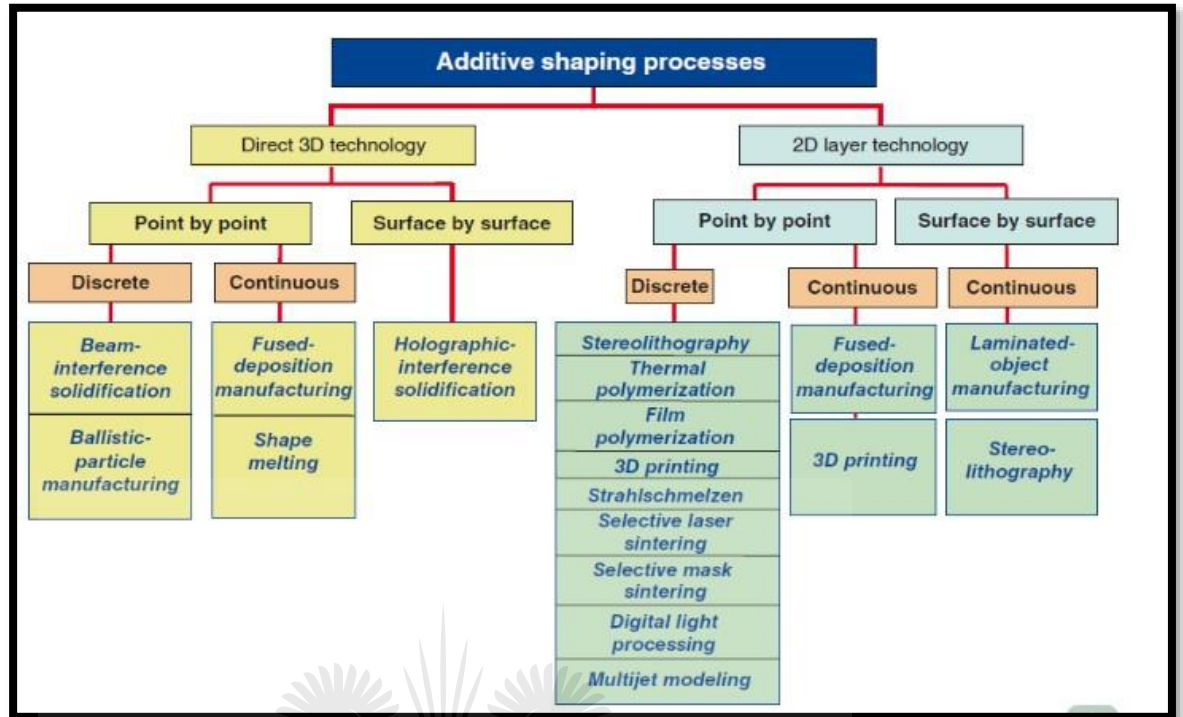 Additive shaping processes
Direct 3D technology
2D layer technology
Point by point
Surface by surface
Point by point
Surface by surface
Discrete
Continuous
Discrete
Continuous
Continuous
Beam-
interference
solidification
Ballistic-
particle
manufacturing
Fused-
deposition
manufacturing
Shape
melting
Holographic-
interference
solidification
Stereolithography
Thermal
polymerization
Film
polymerization
3D printing
Strahlschmelzen
Selective laser
sintering
Selective mask
sintering
Digital light
processing
Multijet modeling
Fused-
deposition
manufacturing
3D printing
Laminated-
object
manufacturing
Stereo-
lithography